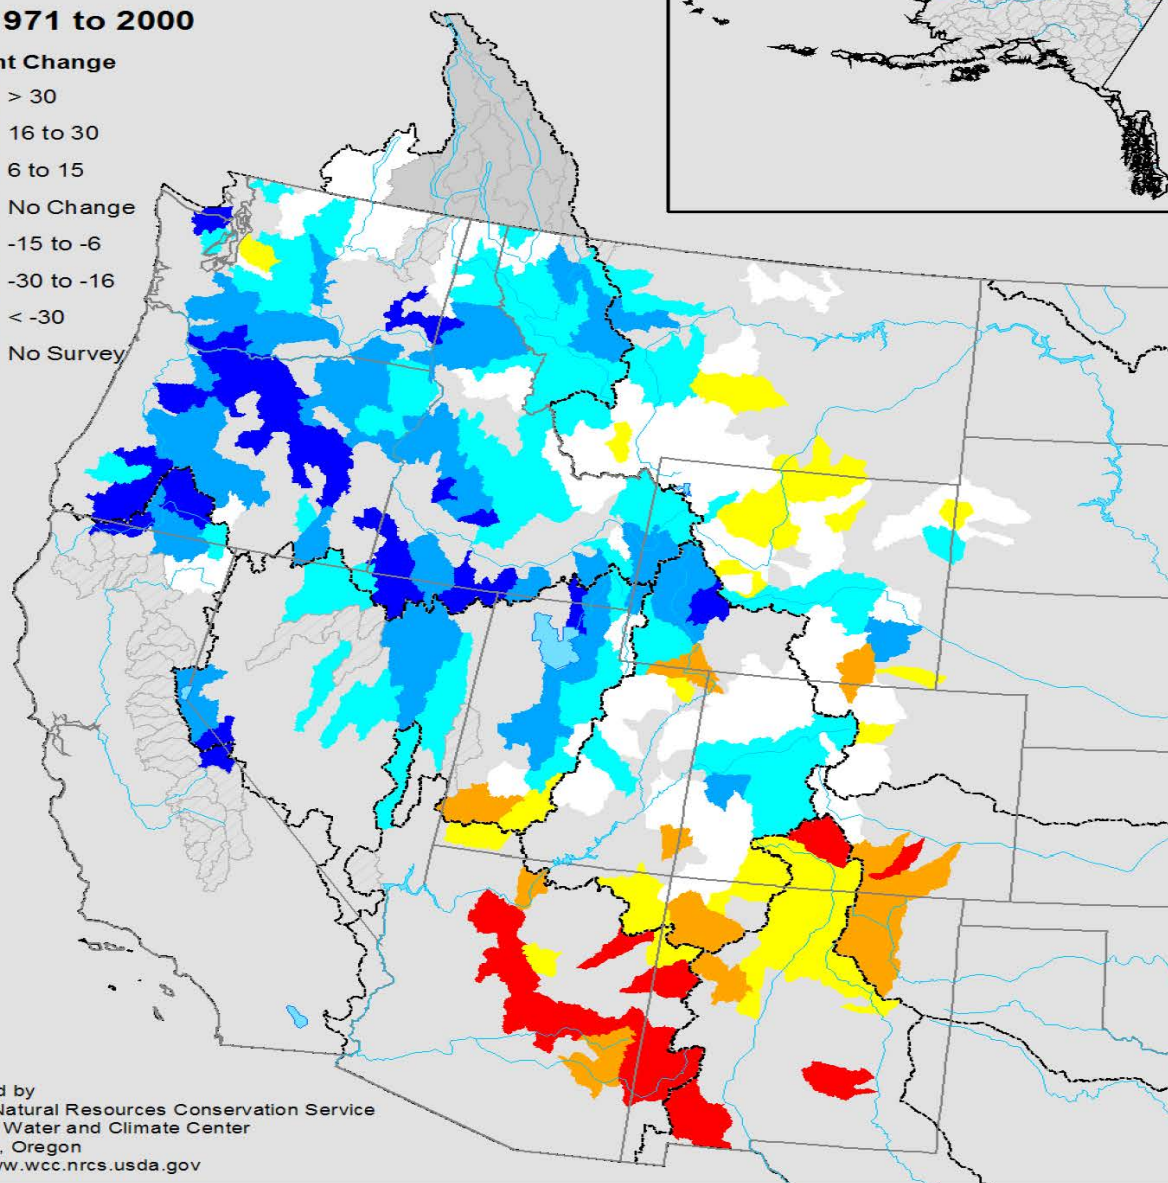 971 to 2000
nt Change
> 30
16 to 30
6 to 15
No Change
-15 to -6
-30 to -16
< -30
No Survey
d by
Natural Resources Conservation Service
Water and Climate Center
, Oregon
w.wcc.nrcs.usda.gov